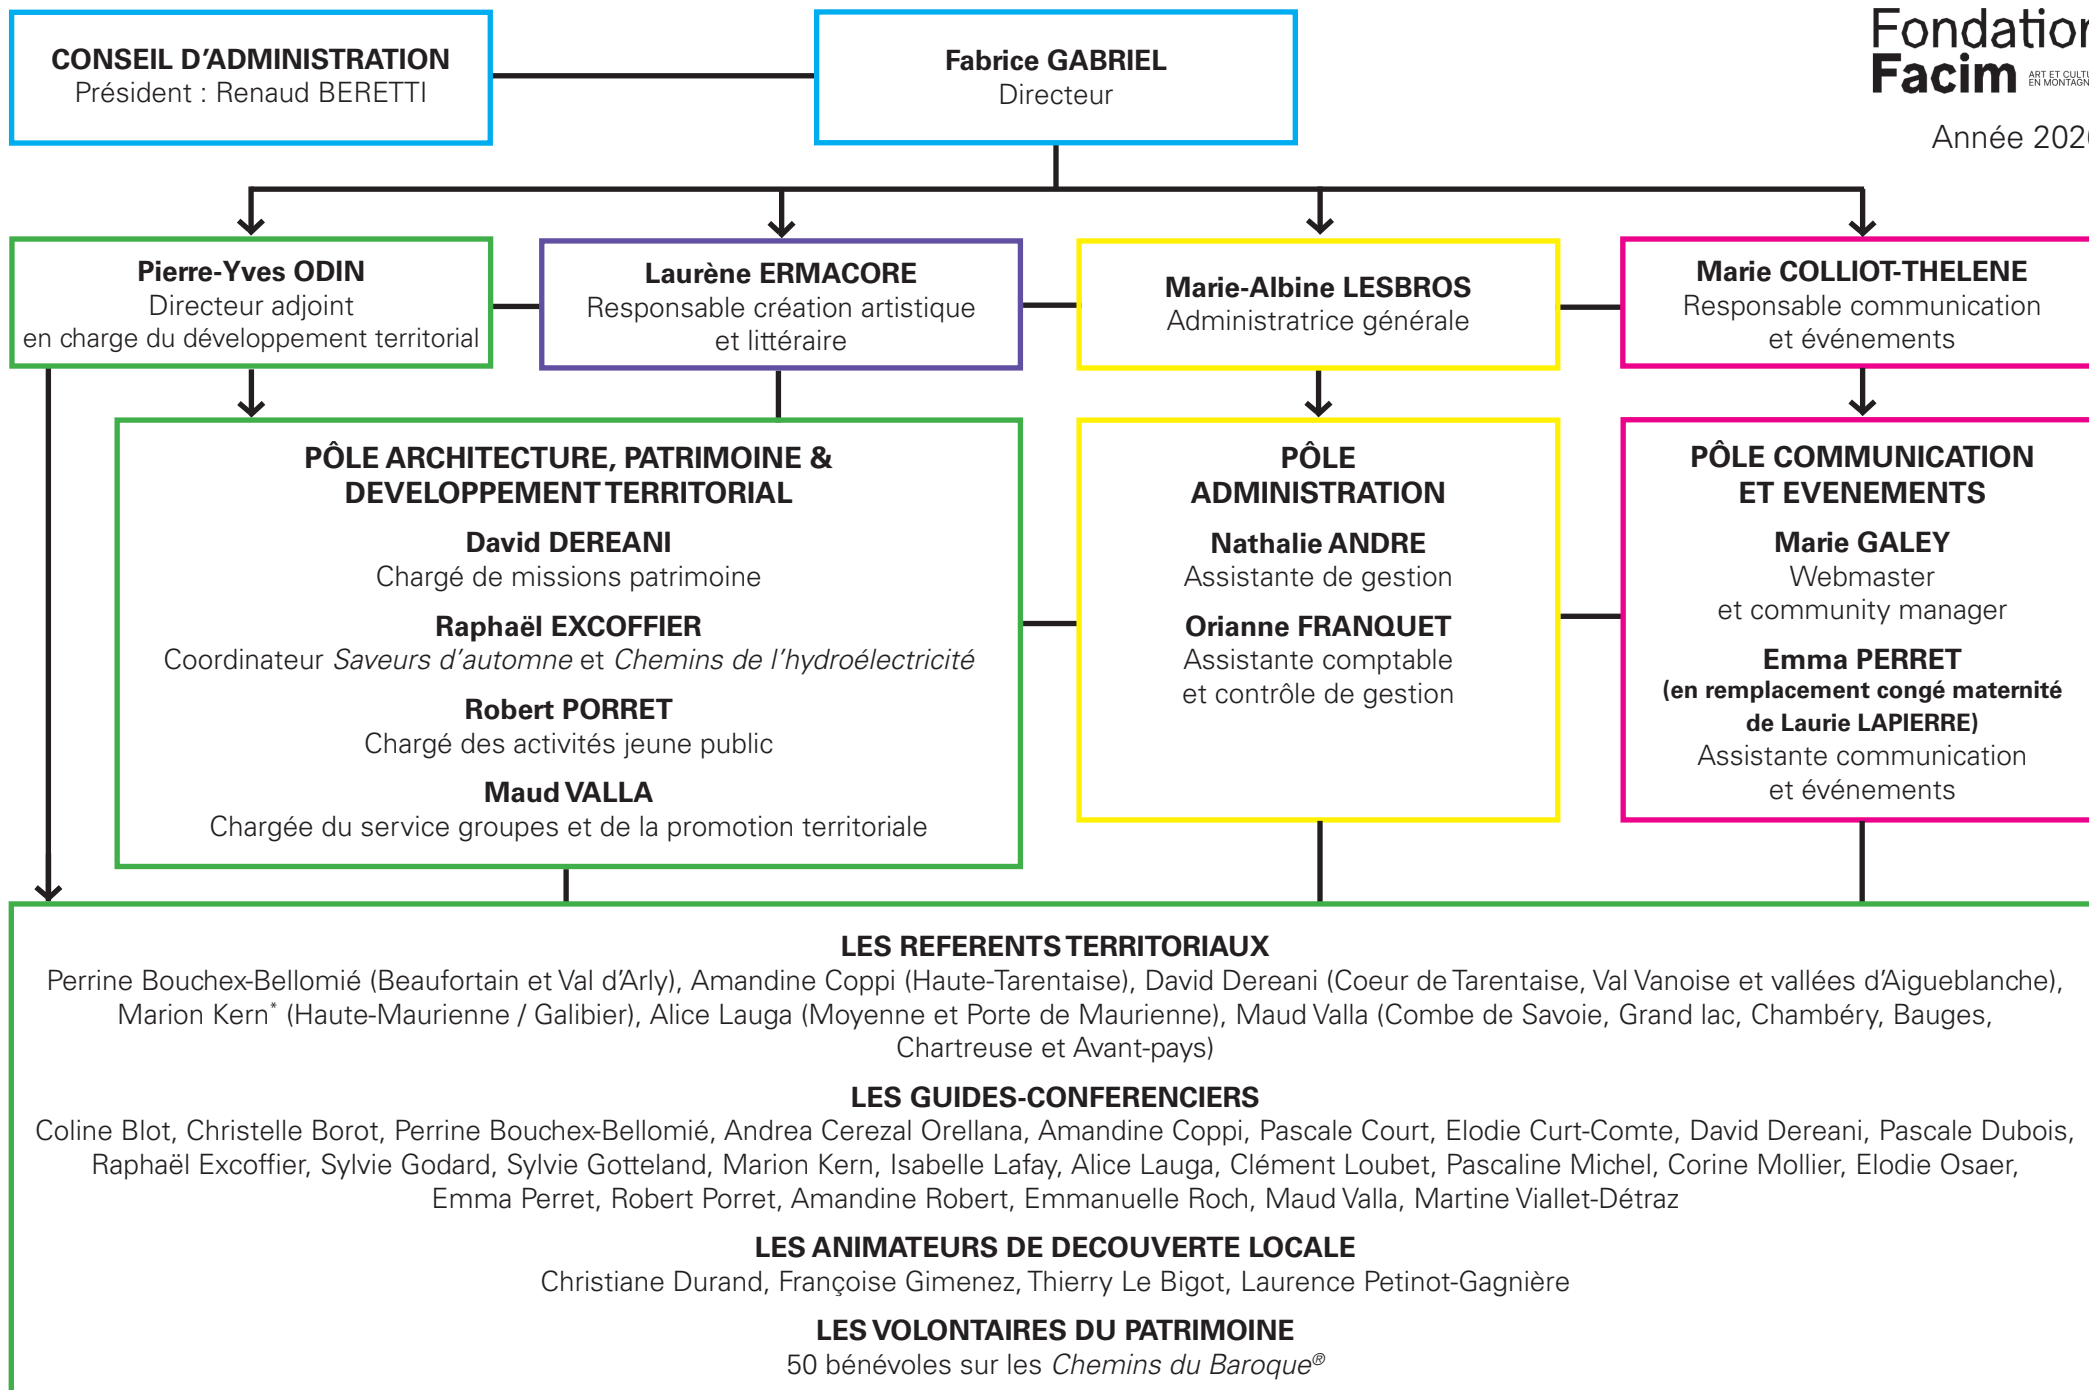 Fondation
Facim
EN MONTAGNE
Année 2026
CONSEIL D'ADMINISTRATION
Président : Renaud BERETTI
Fabrice GABRIEL
Directeur
Pierre-Yves ODIN
Directeur adjoint
en charge du développement territorial
Laurène ERMACORE
Responsable création artistique
et littéraire
Marie-Albine LESBROS
Administratrice générale
Marie COLLIOT-THELENE
Responsable communication
et événements
PÔLE ARCHITECTURE, PATRIMOINE &
DEVELOPPEMENT TERRITORIAL
David DEREANI
Chargé de missions patrimoine
Raphaël EXCOFFIER
Coordinateur Saveurs d'automne et Chemins de l'hydroélectricité
Robert PORRET
Chargé des activités jeune public
Maud VALLA
Chargée du service groupes et de la promotion territoriale
PÔLE
ADMINISTRATION
Nathalie ANDRE
Assistante de gestion
Orianne FRANQUET
Assistante comptable
et contrôle de gestion
PÔLE COMMUNICATION
ET EVENEMENTS
Marie GALEY
Webmaster
et community manager
Emma PERRET
(en remplacement congé maternité
de Laurie LAPIERRE)
Assistante communication
et événements
LES REFERENTS TERRITORIAUX
Perrine Bouchex-Bellomié (Beaufortain et Val d'Arly), Amandine Coppi (Haute-Tarentaise), David Dereani (Coeur de Tarentaise, Val Vanoise et vallées d'Aigueblanche),
Marion Kern* (Haute-Maurienne / Galibier), Alice Lauga (Moyenne et Porte de Maurienne), Maud Valla (Combe de Savoie, Grand lac, Chambéry, Bauges,
Chartreuse et Avant-pays)
LES GUIDES-CONFERENCIERS
Coline Blot, Christelle Borot, Perrine Bouchex-Bellomié, Andrea Cerezal Orellana, Amandine Coppi, Pascale Court, Elodie Curt-Comte, David Dereani, Pascale Dubois,
Raphaël Excoffier, Sylvie Godard, Sylvie Gotteland, Marion Kern, Isabelle Lafay, Alice Lauga, Clément Loubet, Pascaline Michel, Corine Mollier, Elodie Osaer,
Emma Perret, Robert Porret, Amandine Robert, Emmanuelle Roch, Maud Valla, Martine Viallet-Détraz
LES ANIMATEURS DE DECOUVERTE LOCALE
Christiane Durand, Françoise Gimenez, Thierry Le Bigot, Laurence Petinot-Gagnière
LES VOLONTAIRES DU PATRIMOINE
50 bénévoles sur les Chemins du Baroque®